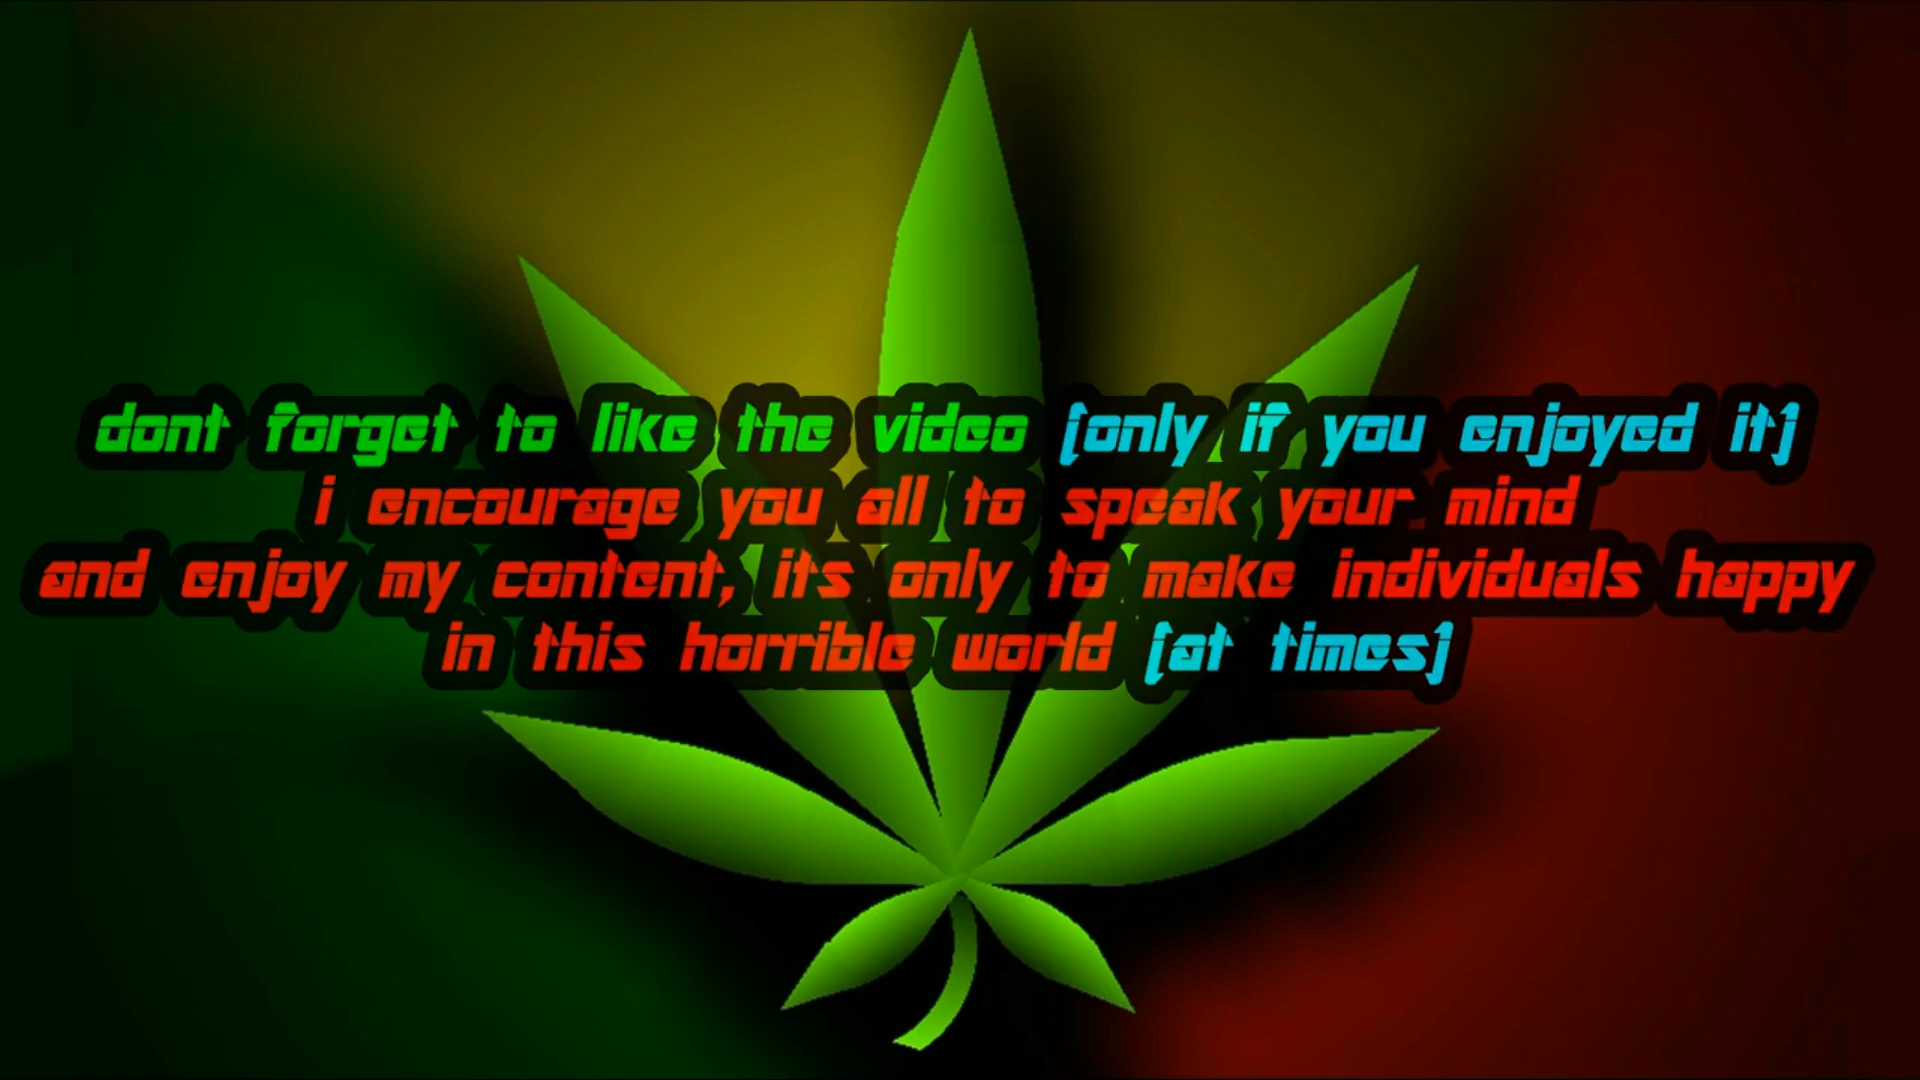 dont forget to like the video (only if you enjoyed it)
i encourage you all to speak your mind
and enjoy my content, its only to make individuals happy
in this horrible world (at times)